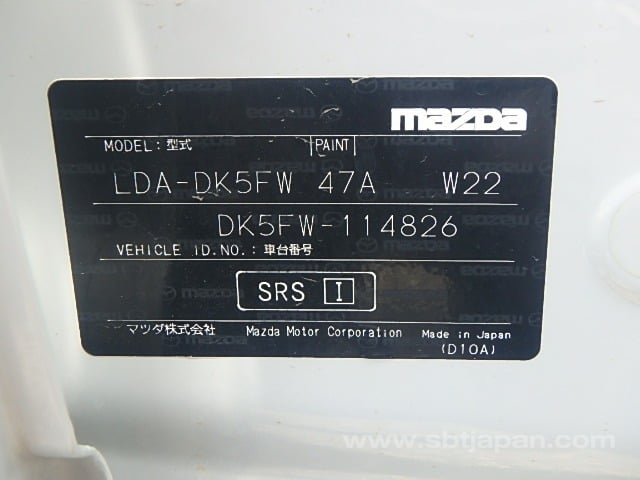 mazda
MODEL: 型式 PAINT
LDA-DK5FW 47A W22
DK5FW-114826
VEHICLE ID.NO.: 車台番号
SRS I
マツダ株式会社 Mazda Motor Corporation Made in Japan
(D10A)
www.sbtjapan.com